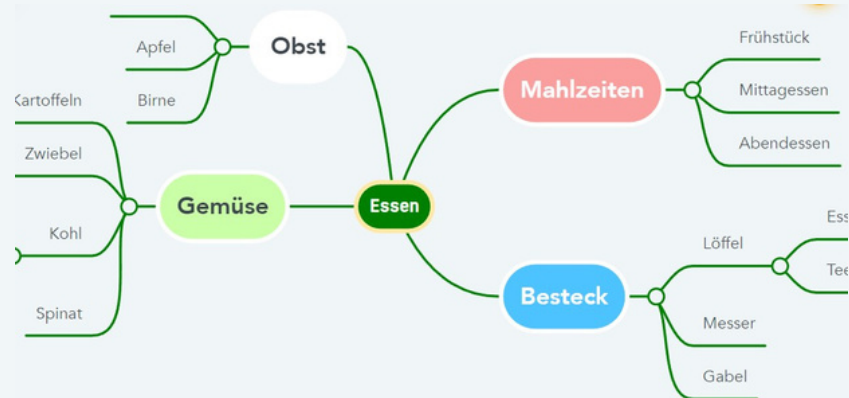 Obst
Apfel
Birne
Kartoffeln
Zwiebel
Kohl
Spinat
Gemüse
Essen
Mahlzeiten
Frühstück
Mittagessen
Abendessen
Besteck
Löffel
Messer
Gabel